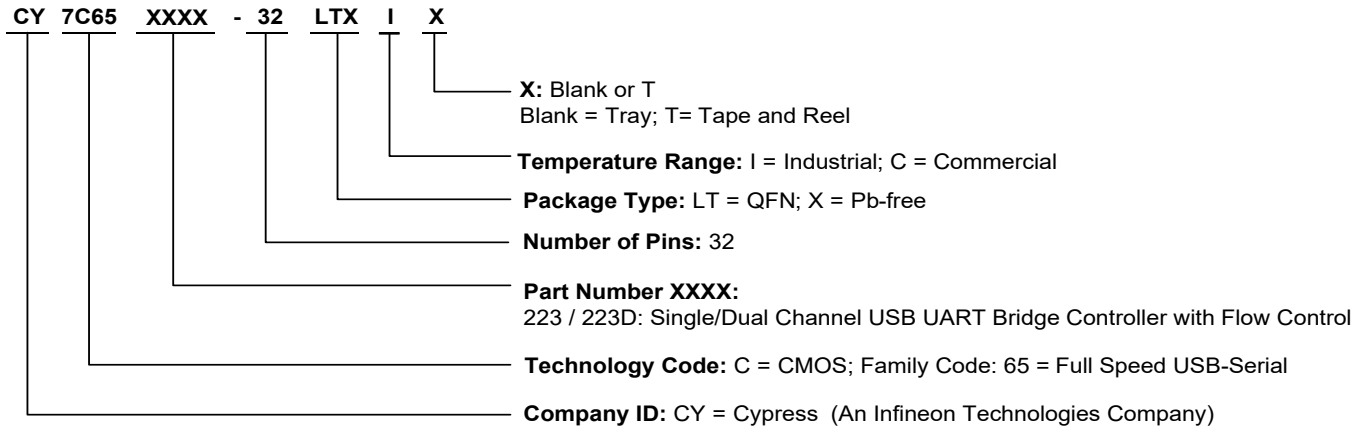 CY 7C65 XXXX - 32 LTX I X
X: Blank or T
Blank = Tray; T= Tape and Reel
Temperature Range: I = Industrial; C = Commercial
Package Type: LT = QFN; X = Pb-free
Number of Pins: 32
Part Number XXXX:
223 / 223D: Single/Dual Channel USB UART Bridge Controller with Flow Control
Technology Code: C = CMOS; Family Code: 65 = Full Speed USB-Serial
Company ID: CY = Cypress (An Infineon Technologies Company)